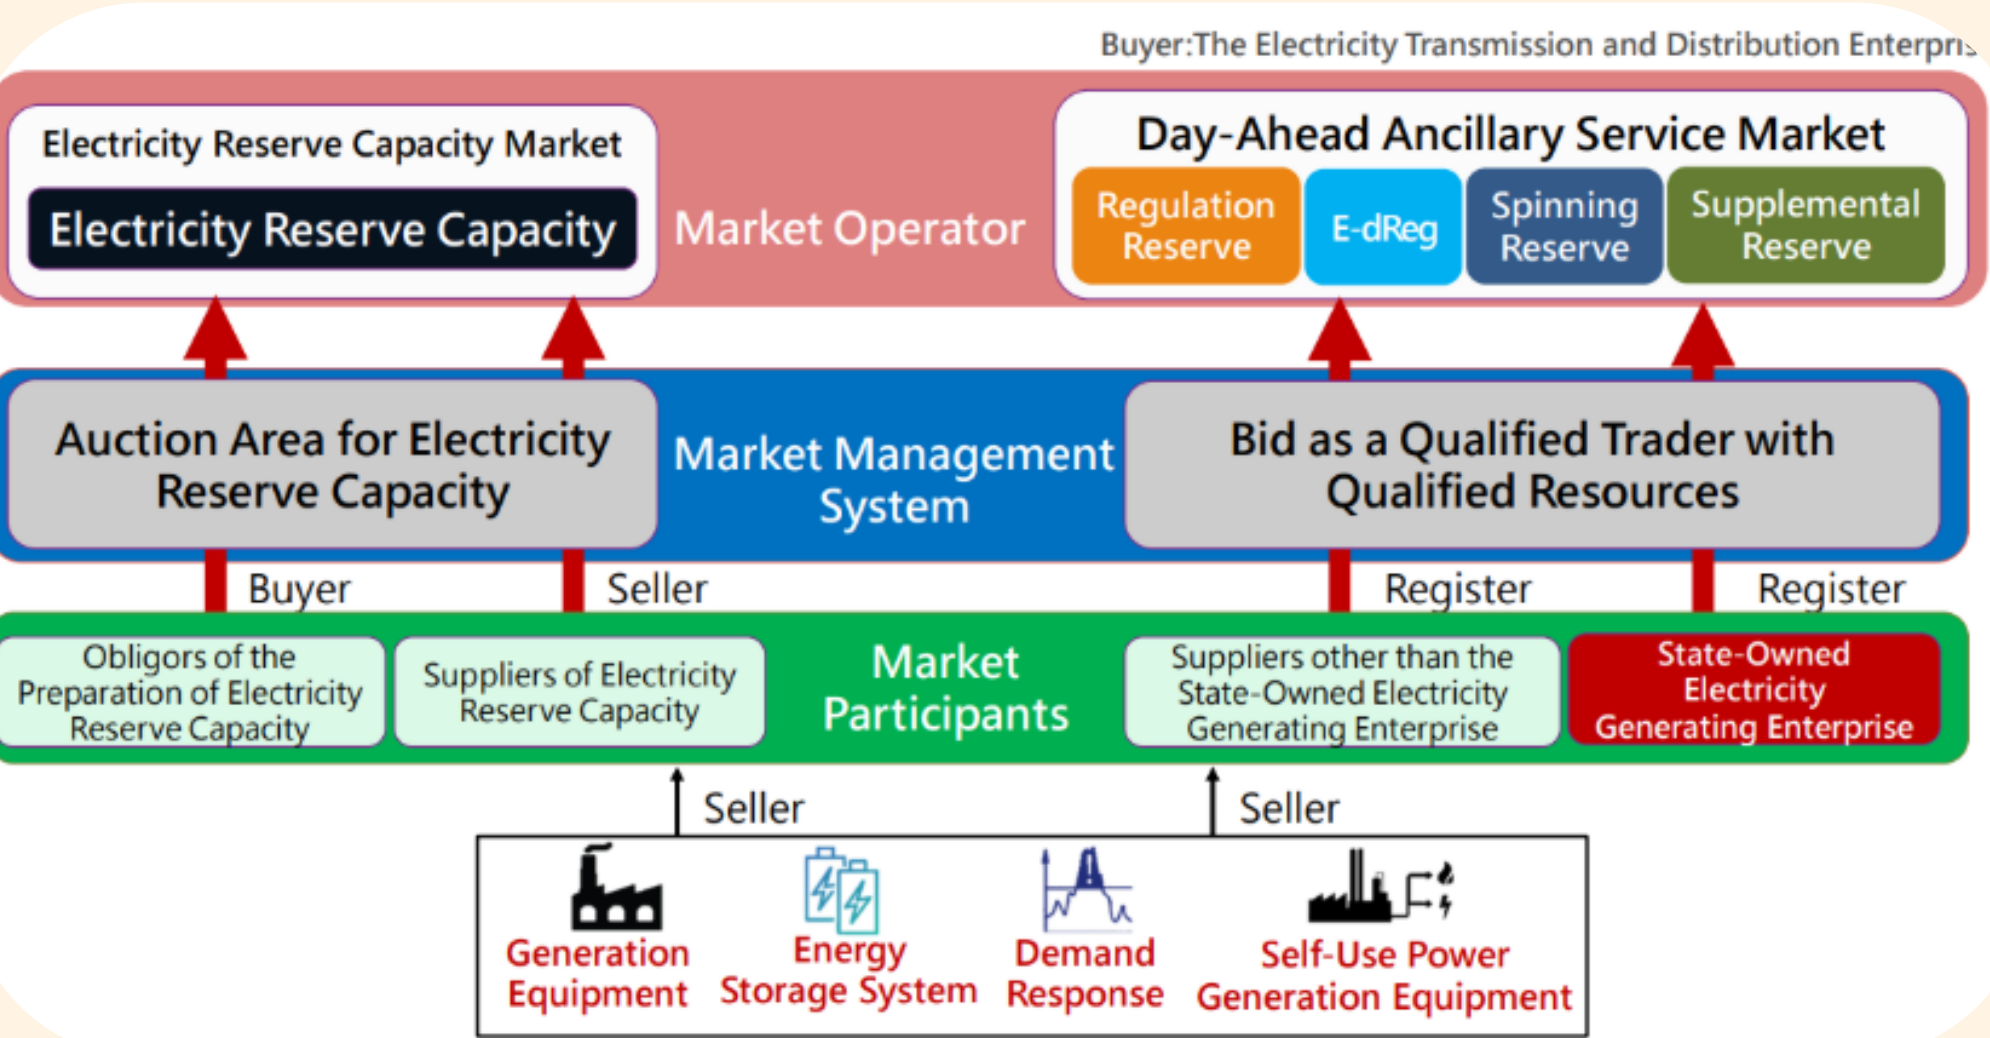 Buyer:The Electricity Transmission and Distribution
Electricity Reserve Capacity Market
Electricity Reserve Capacity
Market Operator
Day-Ahead Ancillary Service Market
Regulation
Reserve
E-dReg
Spinning
Reserve
Supplemental
Reserve
Auction Area for Electricity
Reserve Capacity
Market Management
System
Bid as a Qualified Trader with
Qualified Resources
Buyer
Seller
Register
Register
Obligors of the
Preparation of Electricity
Reserve Capacity
Suppliers of Electricity
Reserve Capacity
Market
Participants
Suppliers other than the
State-Owned Electricity
Generating Enterprise
State-Owned
Electricity
Generating Enterprise
Seller
Seller
Generation
Equipment
Energy
Storage System
Demand
Response
Self-Use Power
Generation Equipment